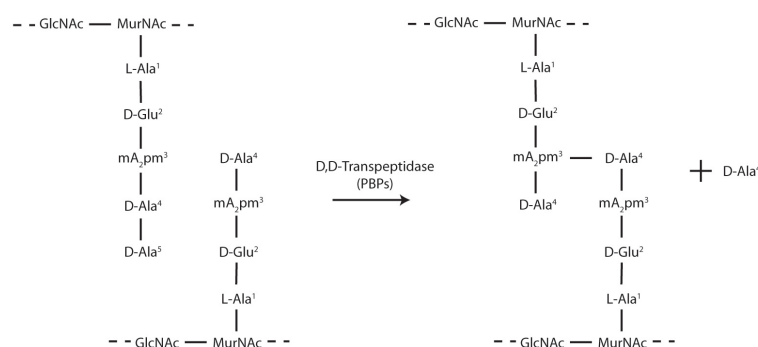 GlcNAc MurNAc GlcNAc MurNAc
L-Ala¹ L-Ala¹
D-Glu² D-Glu²
mA₂pm³ D-Ala⁴ D,D-Transpeptidase mA₂pm³ D-Ala⁴ D-Ala
(PBPs)
D-Ala⁴ mA₂pm³ D-Ala⁴ mA₂pm³
D-Ala⁵ D-Glu² D-Glu²
L-Ala¹ L-Ala¹
GlcNAc MurNAc GlcNAc MurNAc